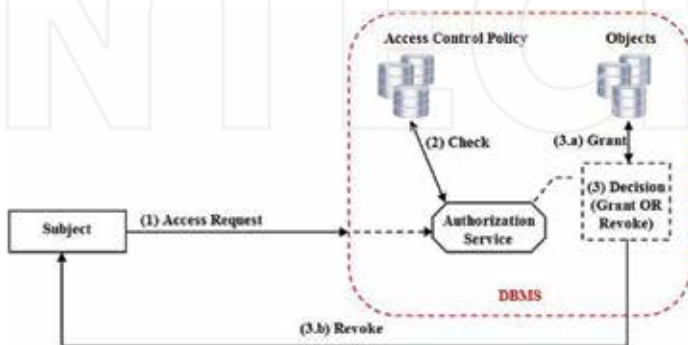 Access Control Policy
Objects
(2) Check
(3.a) Grant
(3) Decision
(Grant OR
Revoke)
(1) Access Request
Subject
Authorization
Service
DBMS
(3.b) Revoke